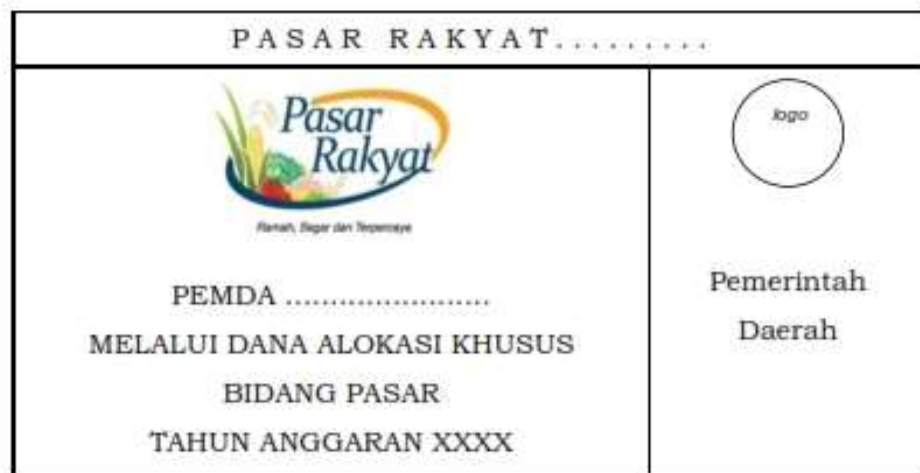 PASAR RAKYAT.........
Pasar
Rakyat
Ramah, Segar dan Terpercaya
PEMDA .......................
MELALUI DANA ALOKASI KHUSUS
BIDANG PASAR
TAHUN ANGGARAN XXXX
logo
Pemerintah
Daerah